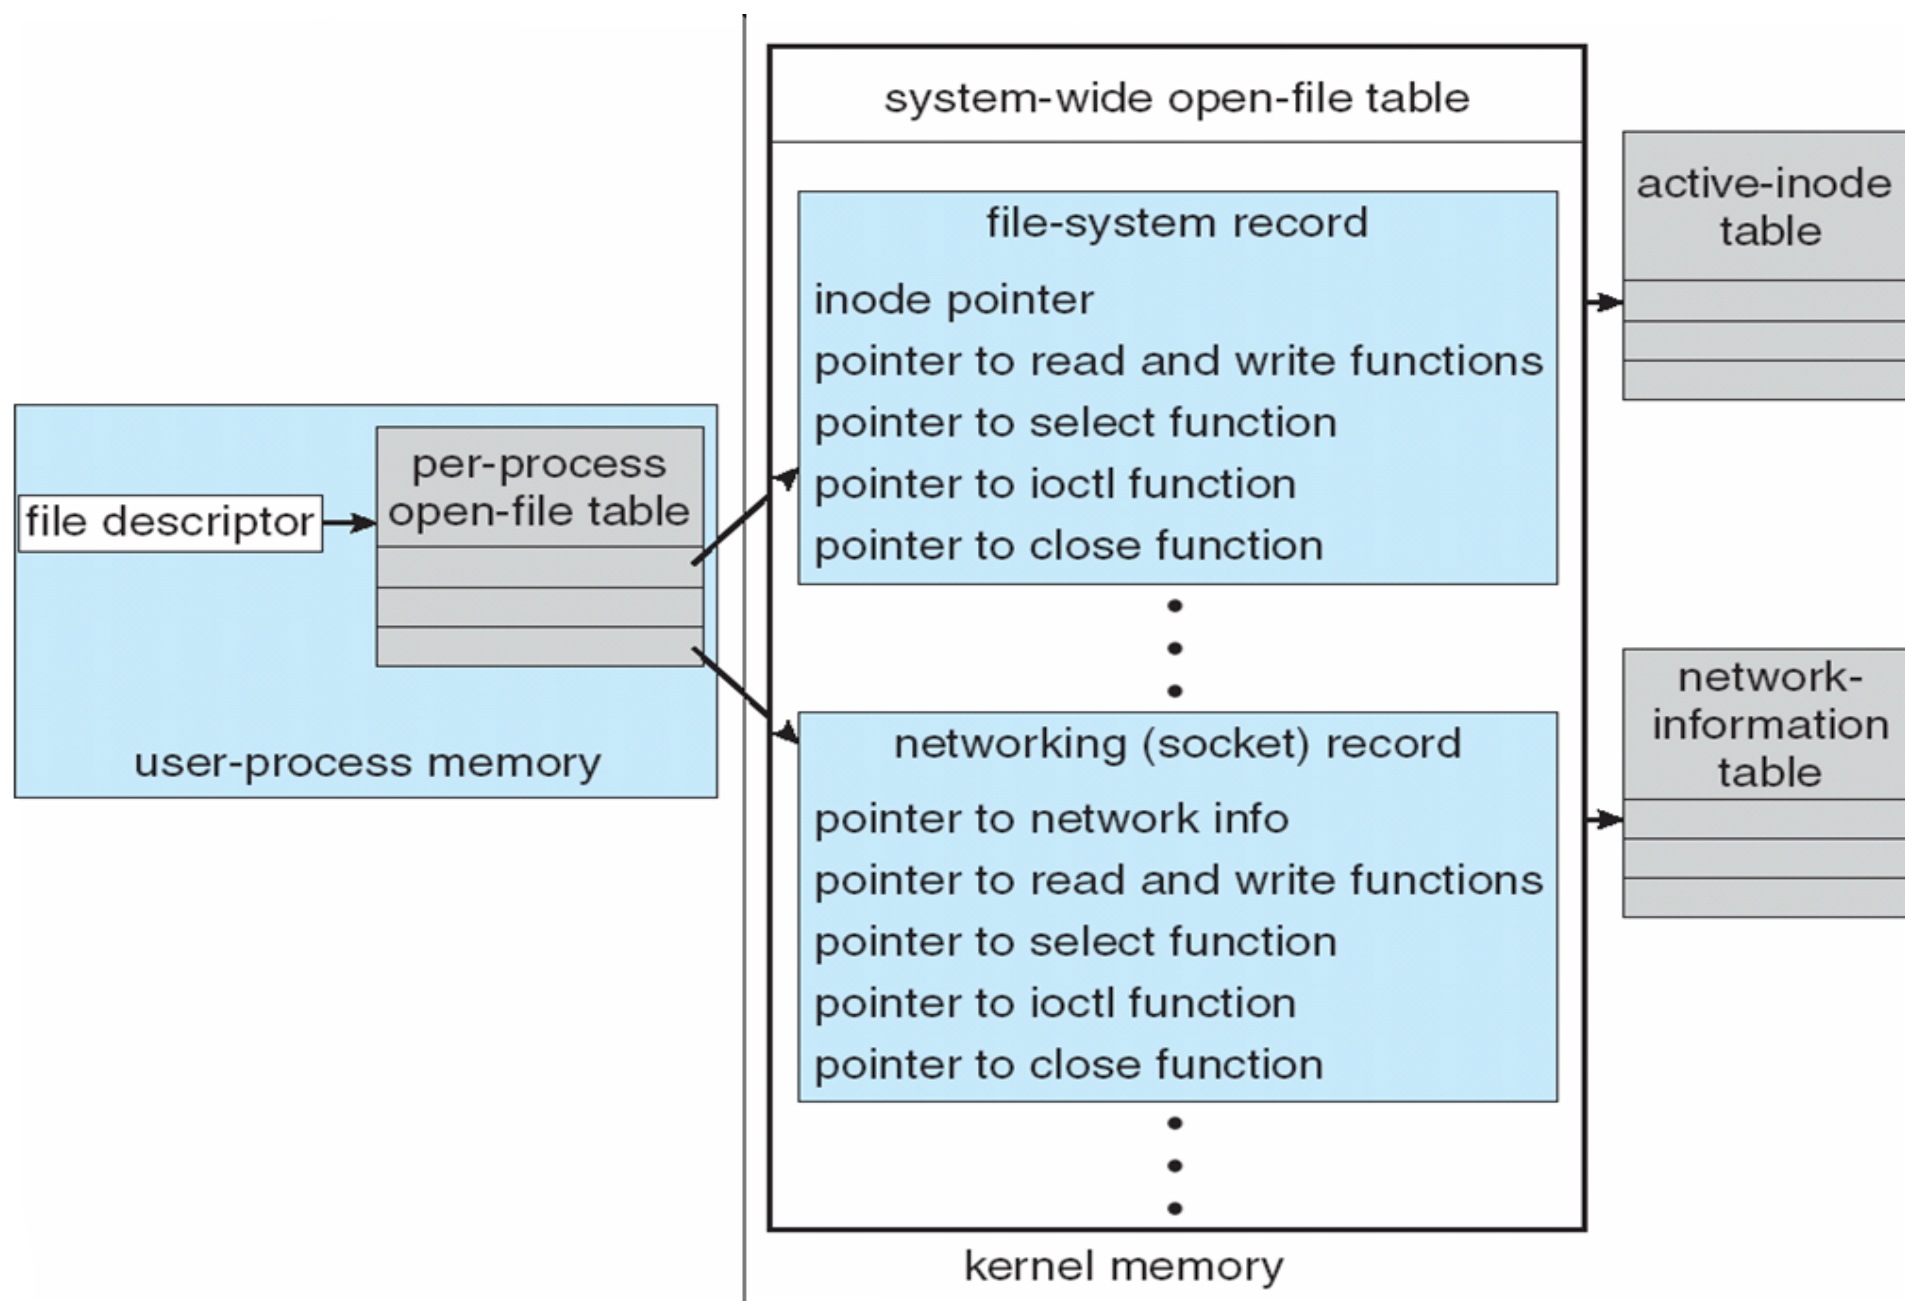 file descriptor
per-process
open-file table
user-process memory
system-wide open-file table
file-system record
inode pointer
pointer to read and write functions
pointer to select function
pointer to ioctl function
pointer to close function
networking (socket) record
pointer to network info
pointer to read and write functions
pointer to select function
pointer to ioctl function
pointer to close function
kernel memory
active-inode
table
network-
information
table